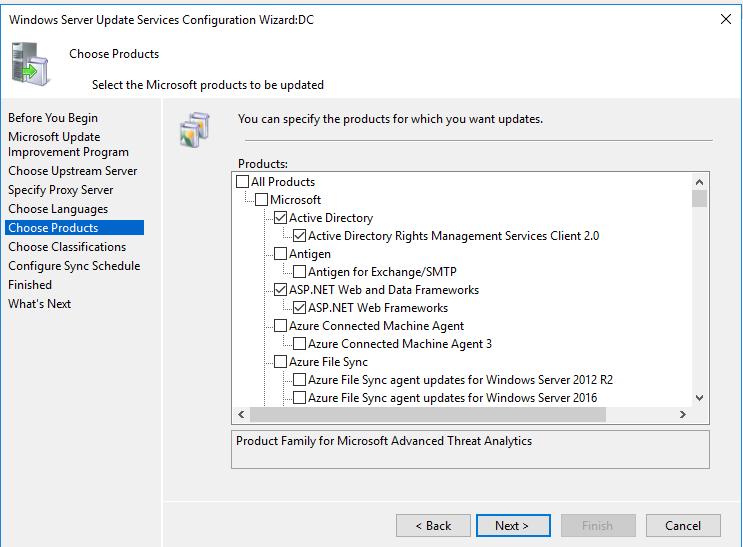 Windows Server Update Services Configuration Wizard:DC
Choose Products
Select the Microsoft products to be updated
Before You Begin
Microsoft Update
Improvement Program
Choose Upstream Server
Specify Proxy Server
Choose Languages
Choose Products
Choose Classifications
Configure Sync Schedule
Finished
What's Next
You can specify the products for which you want updates.
Products:
All Products
Microsoft
Active Directory
Active Directory Rights Management Services Client 2.0
Antigen
Antigen for Exchange/SMTP
ASP.NET Web and Data Frameworks
ASP.NET Web Frameworks
Azure Connected Machine Agent
Azure Connected Machine Agent 3
Azure File Sync
Azure File Sync agent updates for Windows Server 2012 R2
Azure File Sync agent updates for Windows Server 2016
Product Family for Microsoft Advanced Threat Analytics
< Back
Next >
Finish
Cancel